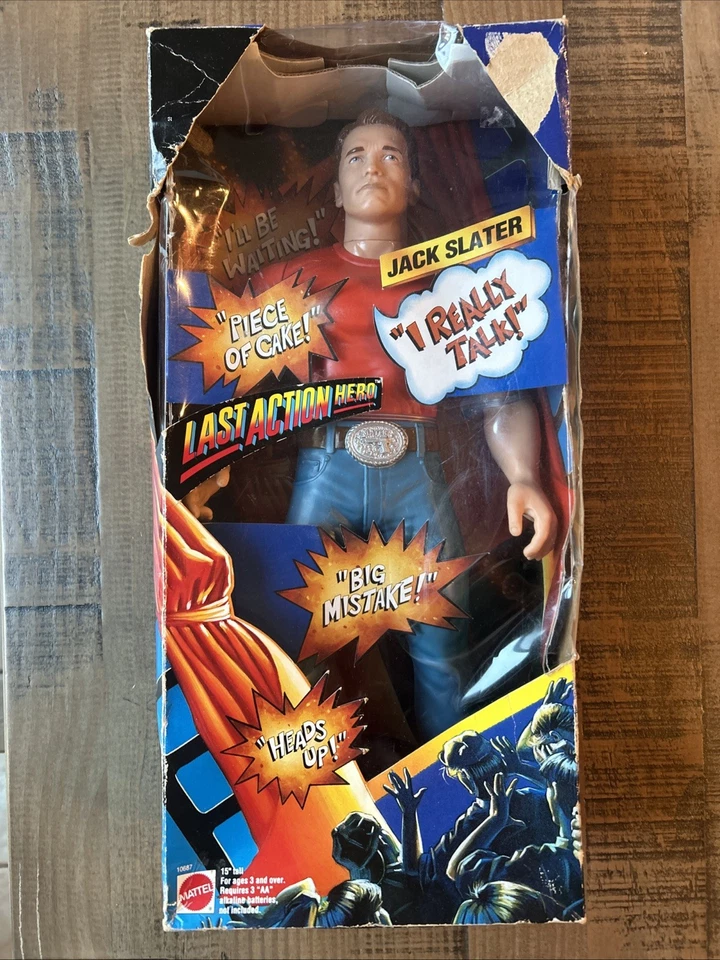 "I'LL BE
WAITING!"
JACK SLATER
"PIECE
OF CAKE!"
"I REALLY
TALK!"
LAST ACTION HERO
"BIG
MISTAKE!"
"HEADS
UP!"
10687
MATTEL
15" tall
For ages 3 and over.
Requires 3 "AA"
alkaline batteries,
not included.